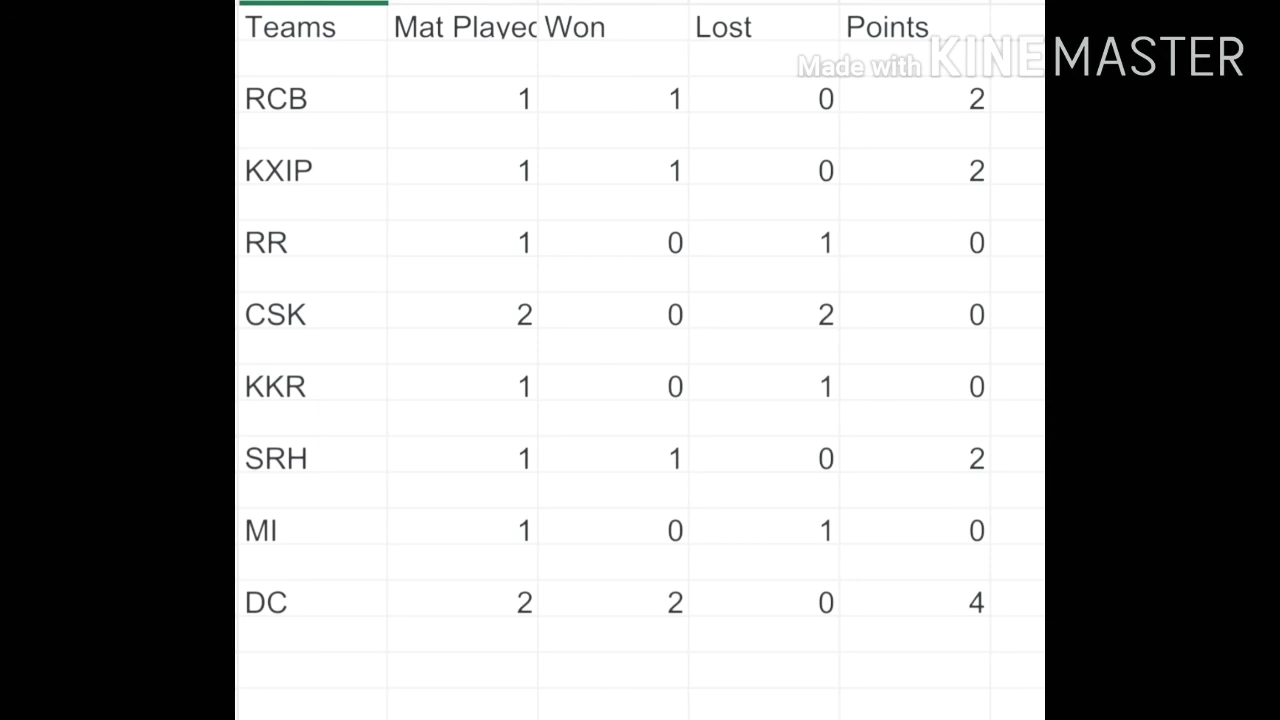 Teams Mat Played Won Lost Points
Made with KINEMASTER
RCB 1 1 0 2
KXIP 1 1 0 2
RR 1 0 1 0
CSK 2 0 2 0
KKR 1 0 1 0
SRH 1 1 0 2
MI 1 0 1 0
DC 2 2 0 4